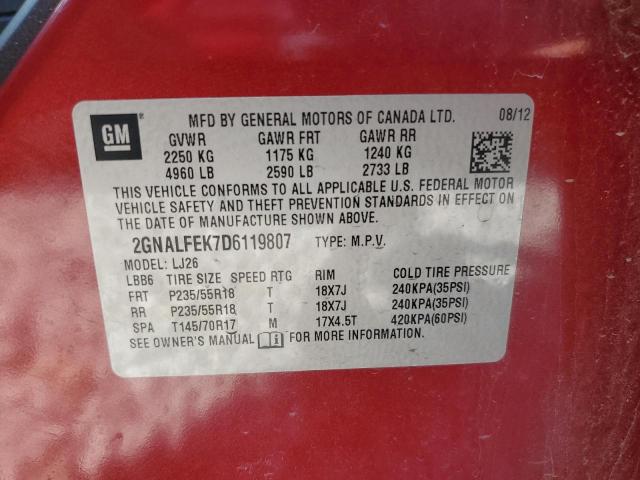 GM
MFD BY GENERAL MOTORS OF CANADA LTD. 08/12
GVWR GAWR FRT GAWR RR
2250 KG 1175 KG 1240 KG
4960 LB 2590 LB 2733 LB
THIS VEHICLE CONFORMS TO ALL APPLICABLE U.S. FEDERAL MOTOR
VEHICLE SAFETY AND THEFT PREVENTION STANDARDS IN EFFECT ON
THE DATE OF MANUFACTURE SHOWN ABOVE.
2GNALFEK7D6119807 TYPE: M.P.V.
MODEL: LJ26
LBB6 TIRE SIZE SPEED RTG RIM COLD TIRE PRESSURE
FRT P235/55R18 T 18X7J 240KPA(35PSI)
RR P235/55R18 T 18X7J 240KPA(35PSI)
SPA T145/70R17 M 17X4.5T 420KPA(60PSI)
SEE OWNER'S MANUAL FOR MORE INFORMATION.